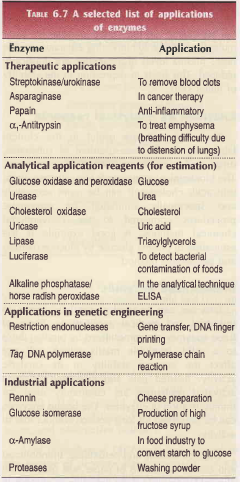 TABLE 6.7 A selected list of applications
of enzymes
Enzyme Application
Therapeutic applications
Streptokinase/urokinase To remove blood clots
Asparaginase In cancer therapy
Papain Anti-inflammatory
α₁-Antitrypsin To treat emphysema
(breathing difficulty due
to distension of lungs)
Analytical application reagents (for estimation)
Glucose oxidase and peroxidase Glucose
Urease Urea
Cholesterol oxidase Cholesterol
Uricase Uric acid
Lipase Triacylglycerols
Luciferase To detect bacterial
contamination of foods
Alkaline phosphatase/ In the analytical technique
horse radish peroxidase ELISA
Applications in genetic engineering
Restriction endonucleases Gene transfer, DNA finger
printing
Taq DNA polymerase Polymerase chain
reaction
Industrial applications
Rennin Cheese preparation
Glucose isomerase Production of high
fructose syrup
α-Amylase In food industry to
convert starch to glucose
Proteases Washing powder